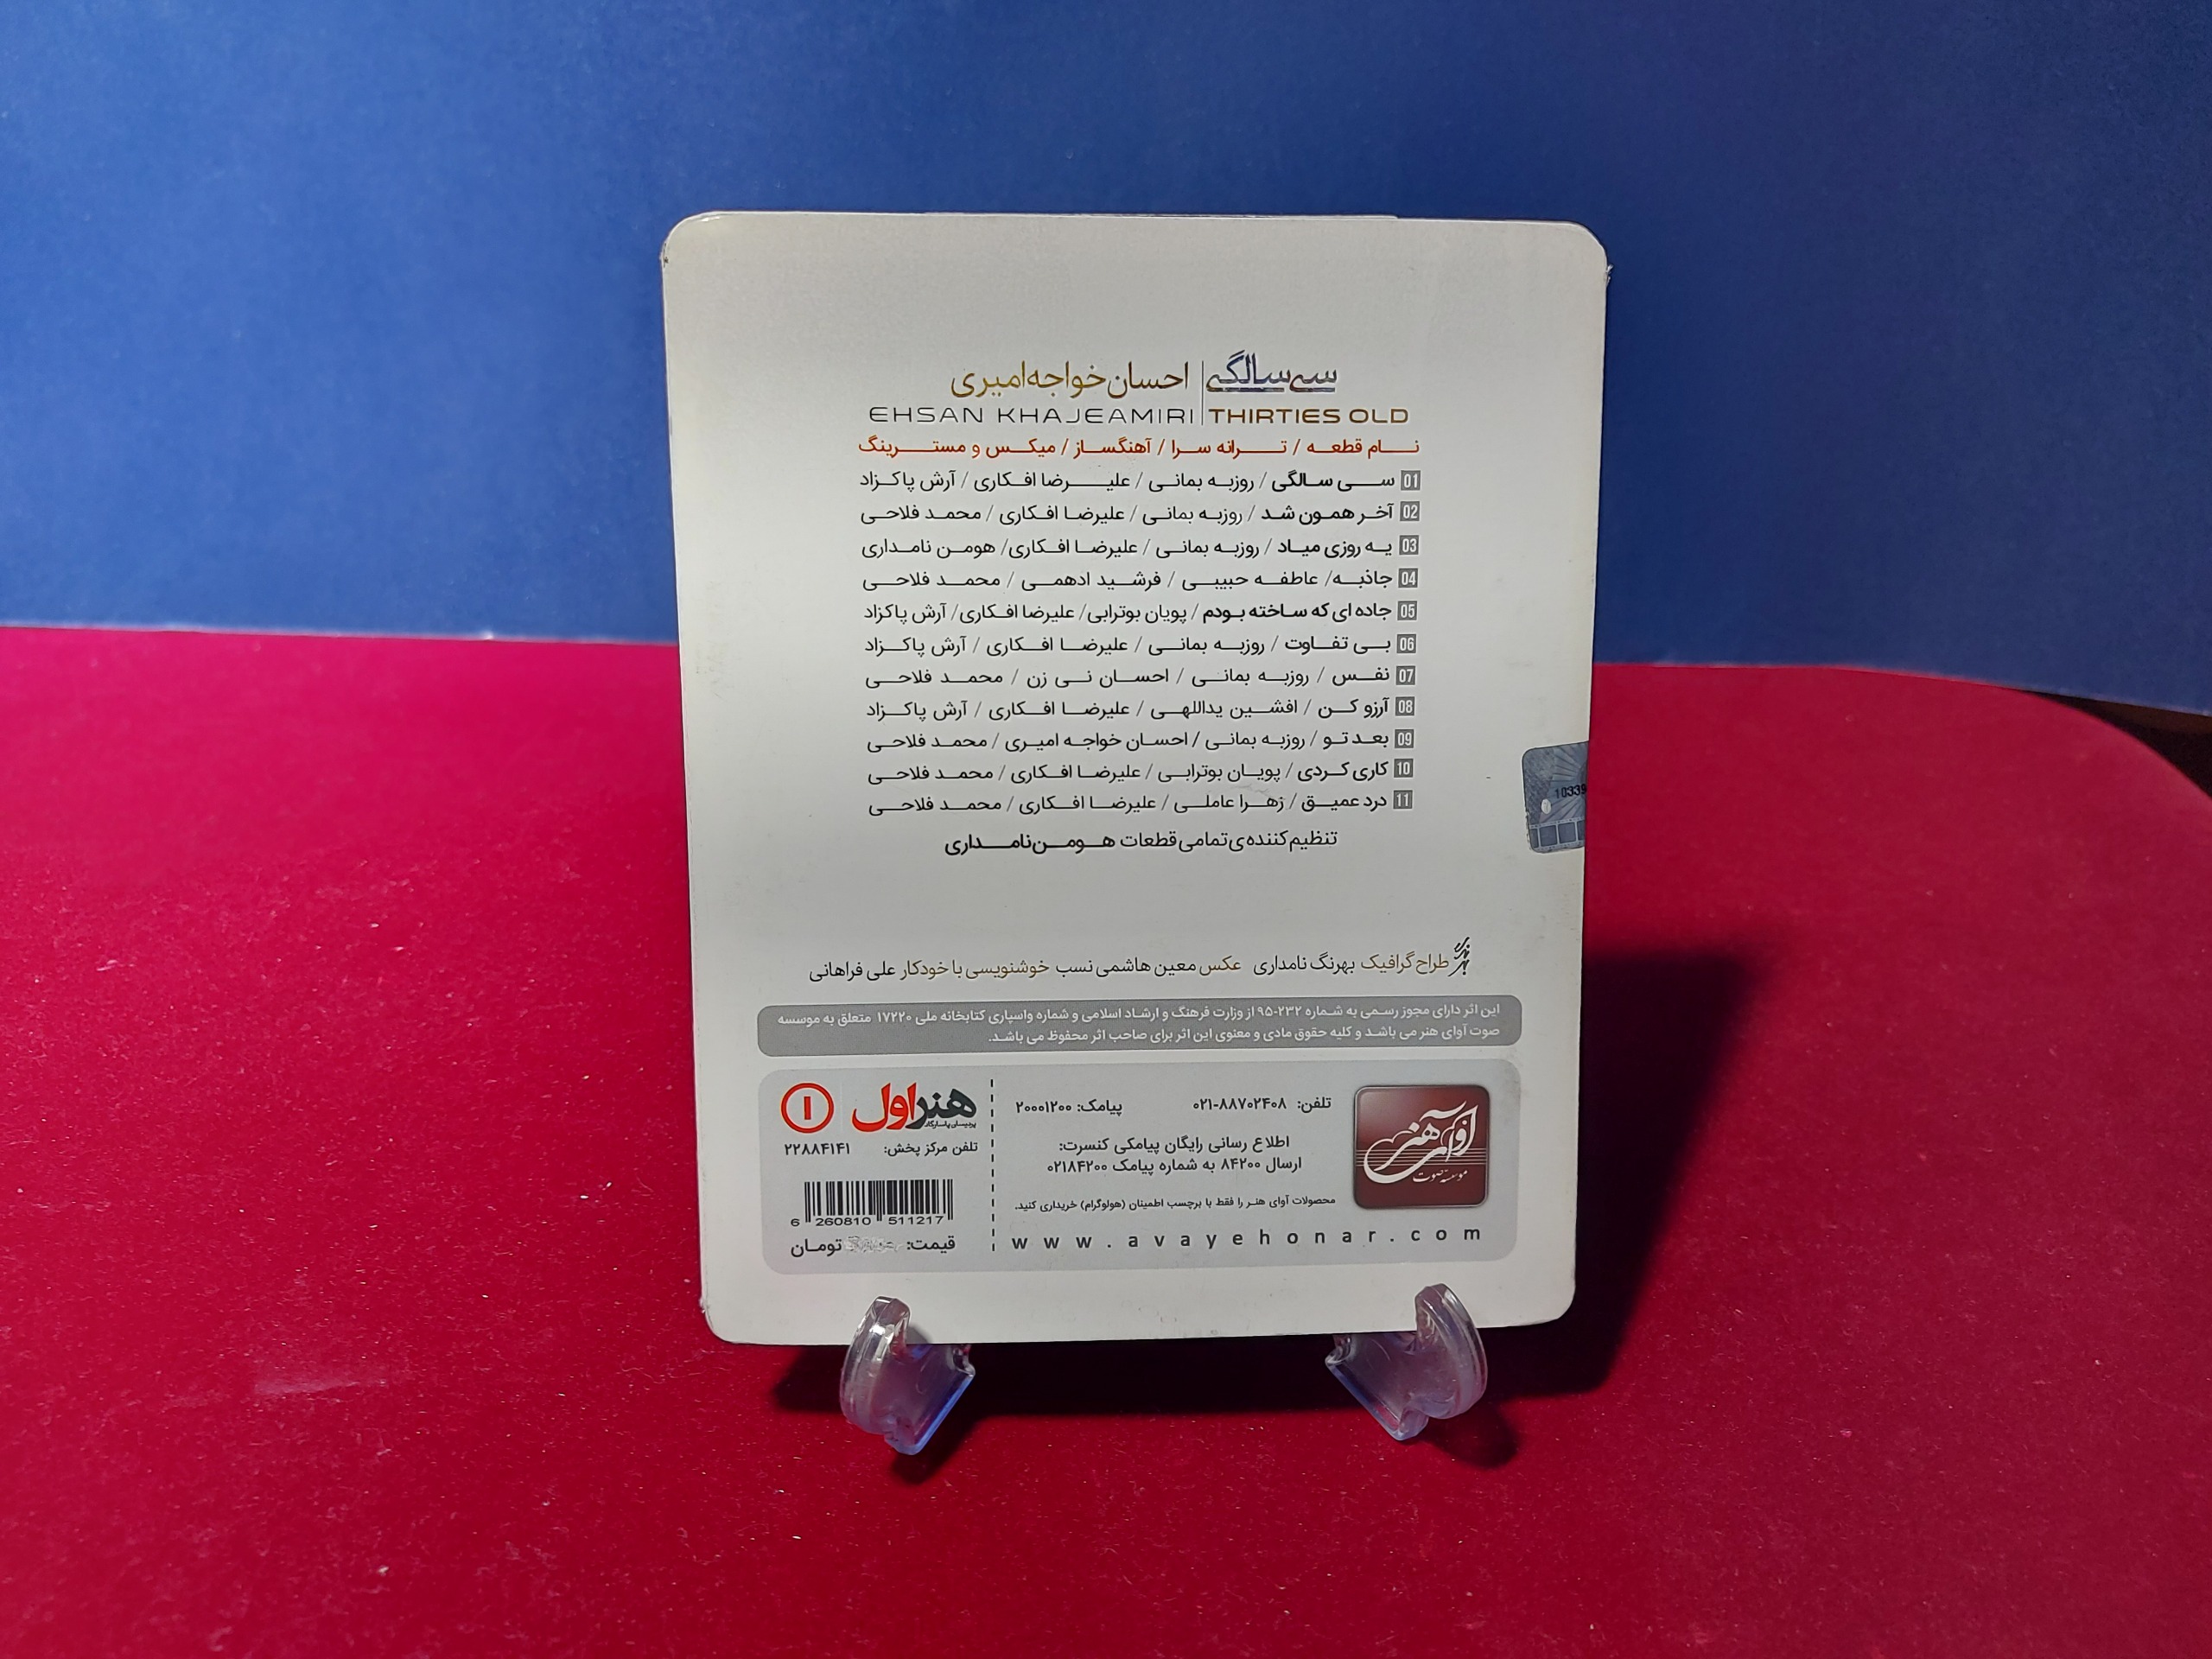 سی سالگی | احسان خواجه امیری
EHSAN KHAJEAMIRI | THIRTIES OLD
نام قطعه / ترانه سرا / آهنگساز / میکس و مسترینگ
01 سی سالگی / روزبه بمانی / علیرضا افکاری / آرش پاکزاد
02 آخر همون شد / روزبه بمانی / علیرضا افکاری / محمد فلاحی
03 یه روزی میاد / روزبه بمانی / علیرضا افکاری / هومن نامداری
04 جاذبه / عاطفه حبیبی / فرشید ادهمی / محمد فلاحی
05 جاده ای که ساخته بودم / پویان بوترابی / علیرضا افکاری / آرش پاکزاد
06 بی تفاوت / روزبه بمانی / علیرضا افکاری / آرش پاکزاد
07 نفس / روزبه بمانی / احسان نی زن / محمد فلاحی
08 آرزو کن / افشین یداللهی / علیرضا افکاری / آرش پاکزاد
09 بعد تو / روزبه بمانی / احسان خواجه امیری / محمد فلاحی
10 کاری کردی / پویان بوترابی / علیرضا افکاری / محمد فلاحی
11 درد عمیق / زهرا عاملی / علیرضا افکاری / محمد فلاحی
تنظیم کننده ی تمامی قطعات هومن نامداری
10339
طراح گرافیک بهرنگ نامداری عکس معین هاشمی نسب خوشنویسی با خودکار علی فراهانی
این اثر دارای مجوز رسمی به شماره ۲۳۲-۹۵ از وزارت فرهنگ و ارشاد اسلامی و شماره واسپاری کتابخانه ملی ۱۷۲۲۰ متعلق به موسسه
صوت آوای هنر می باشد و کلیه حقوق مادی و معنوی این اثر برای صاحب اثر محفوظ می باشد.
آوای هنر
موسسه صوت
تلفن: ۰۲۱-۸۸۷۰۲۴۰۸ پیامک: ۲۰۰۰۱۲۰۰
اطلاع رسانی رایگان پیامکی کنسرت:
ارسال ۸۴۲۰۰ به شماره پیامک ۰۲۱۸۴۲۰۰
محصولات آوای هنر را فقط با برچسب اطمینان (هولوگرام) خریداری کنید.
www.avayehonar.com
هنر اول
پردیسان پاسارگاد
تلفن مرکز پخش: ۲۲۸۸۴۱۴۱
6 260810 511217
قیمت: تومان